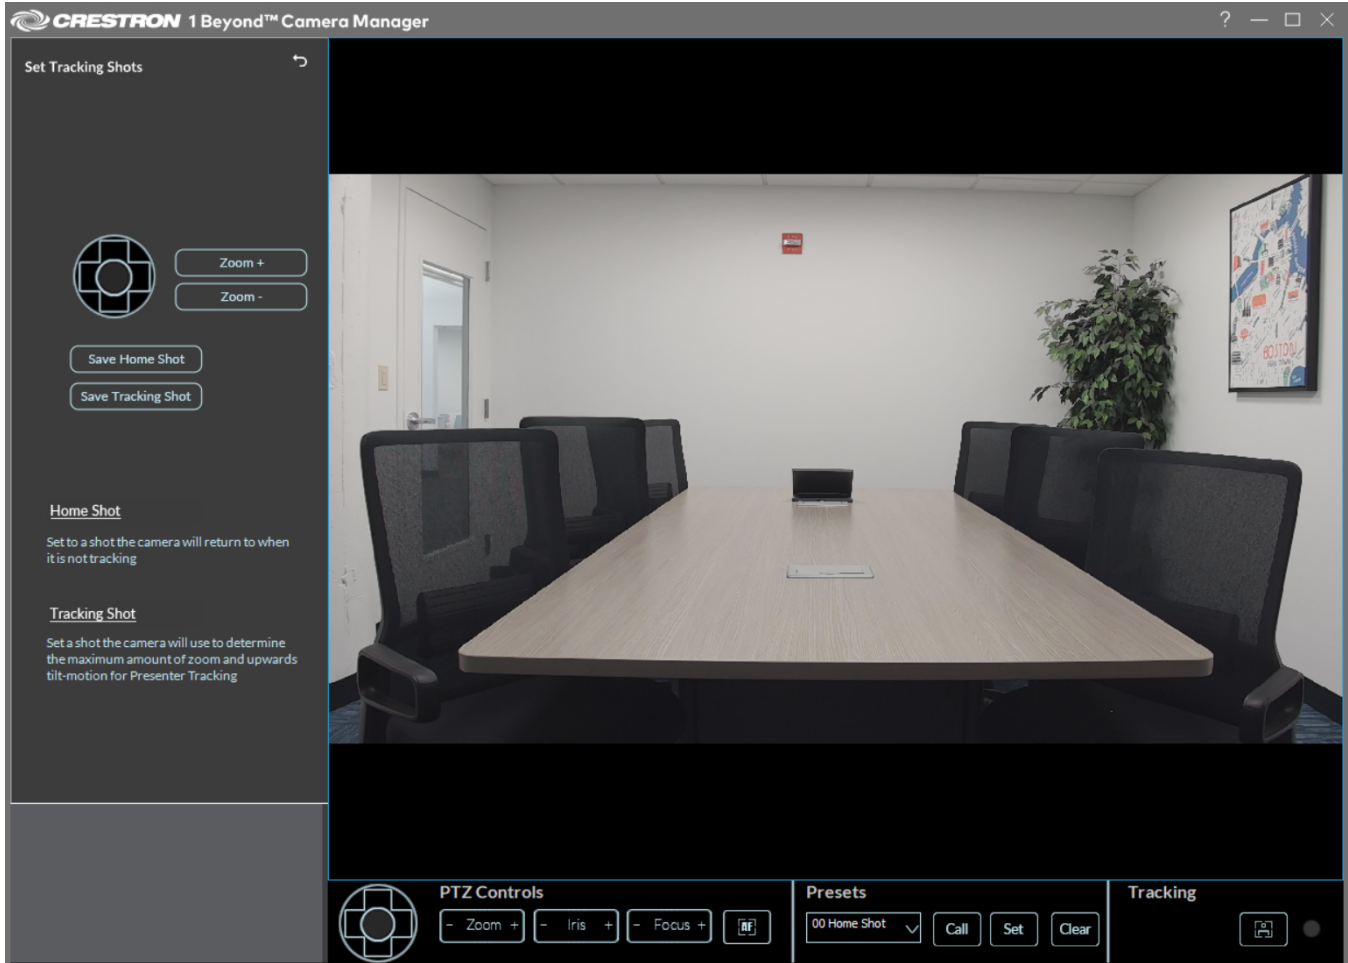 CRESTRON 1 Beyond™ Camera Manager
?
Set Tracking Shots
Zoom +
Zoom -
Save Home Shot
Save Tracking Shot
Home Shot
Set to a shot the camera will return to when
it is not tracking
Tracking Shot
Set a shot the camera will use to determine
the maximum amount of zoom and upwards
tilt-motion for Presenter Tracking
BOSTON
PTZ Controls
- Zoom +
- Iris +
- Focus +
AF
Presets
00 Home Shot
Call
Set
Clear
Tracking